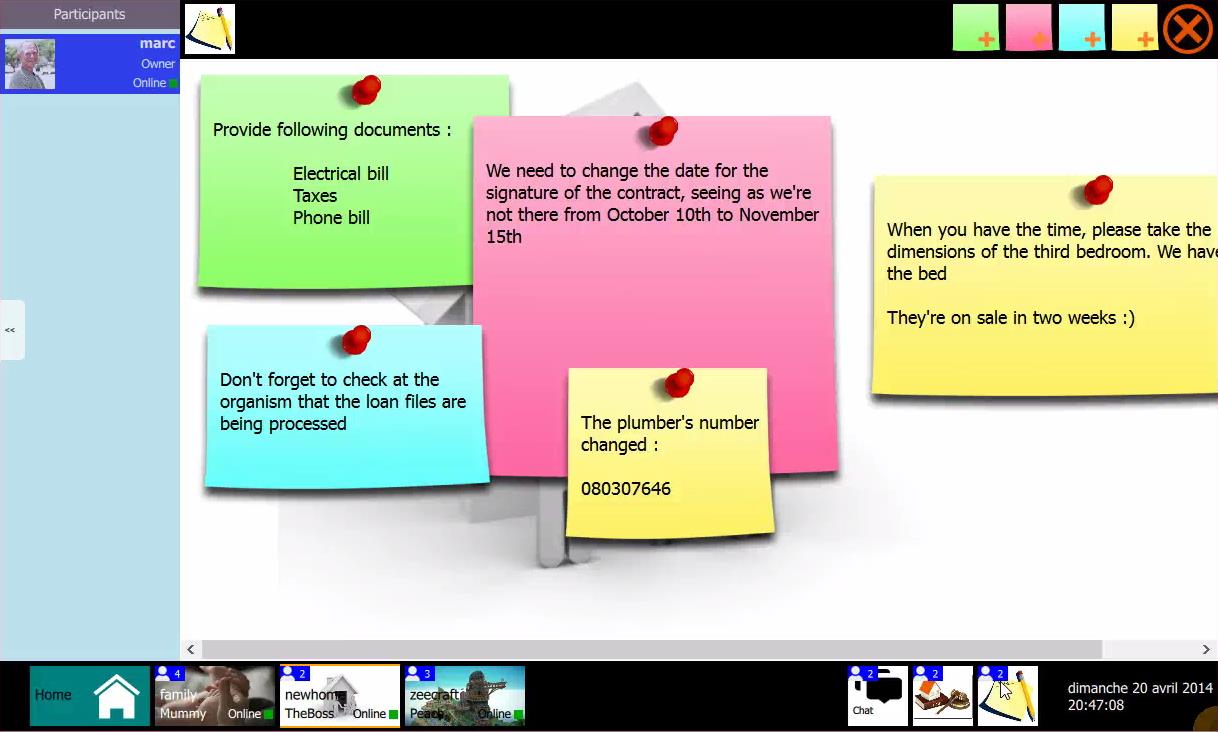 Participants
marc
Owner
Online
<<
Provide following documents :
Electrical bill
Taxes
Phone bill
We need to change the date for the
signature of the contract, seeing as we're
not there from October 10th to November
15th
When you have the time, please take the
dimensions of the third bedroom. We have
the bed
They're on sale in two weeks :)
Don't forget to check at the
organism that the loan files are
being processed
The plumber's number
changed :
080307646
Home
4
family
Mummy Online
2
newhome
TheBoss Online
3
zeecraft
Peach Online
2
Chat
2
2
dimanche 20 avril 2014
20:47:08